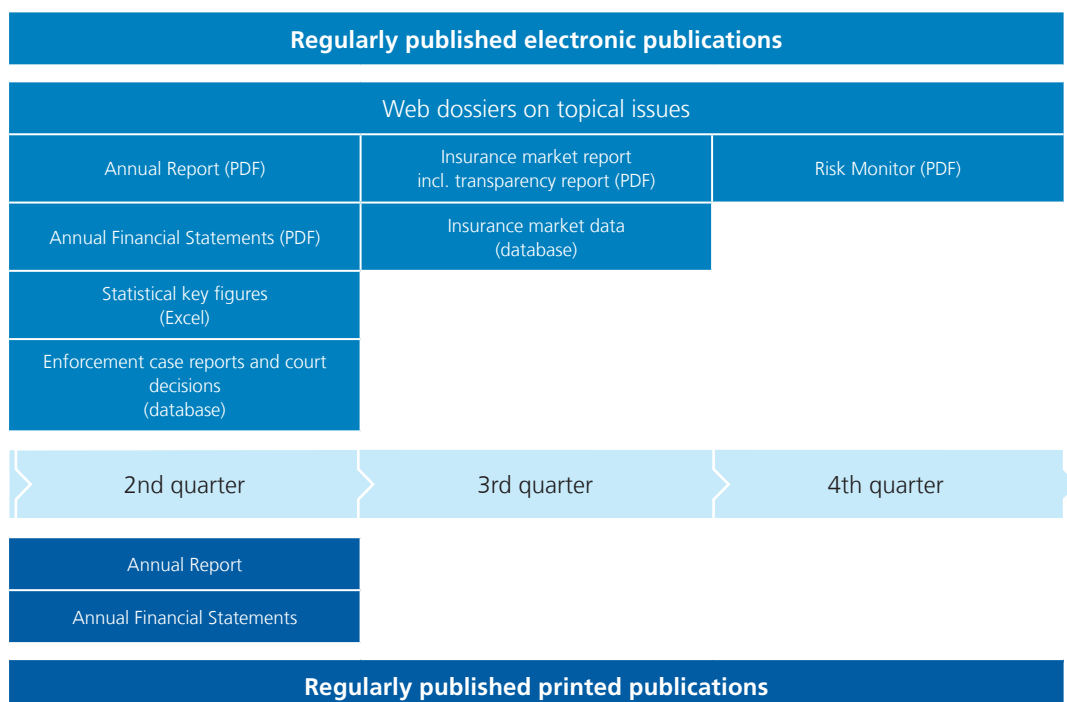 Regularly published electronic publications
Web dossiers on topical issues
Annual Report (PDF)
Insurance market report
incl. transparency report (PDF)
Risk Monitor (PDF)
Annual Financial Statements (PDF)
Insurance market data
(database)
Statistical key figures
(Excel)
Enforcement case reports and court
decisions
(database)
2nd quarter
3rd quarter
4th quarter
Annual Report
Annual Financial Statements
Regularly published printed publications